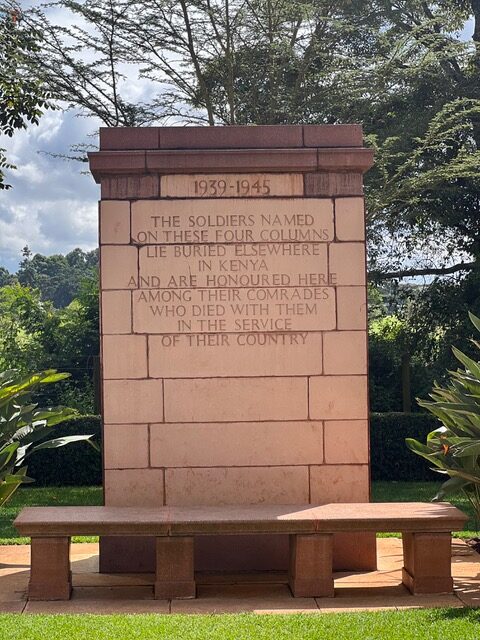 1939-1945
THE SOLDIERS NAMED
ON THESE FOUR COLUMNS
LIE BURIED ELSEWHERE
IN KENYA
AND ARE HONOURED HERE
AMONG THEIR COMRADES
WHO DIED WITH THEM
IN THE SERVICE
OF THEIR COUNTRY